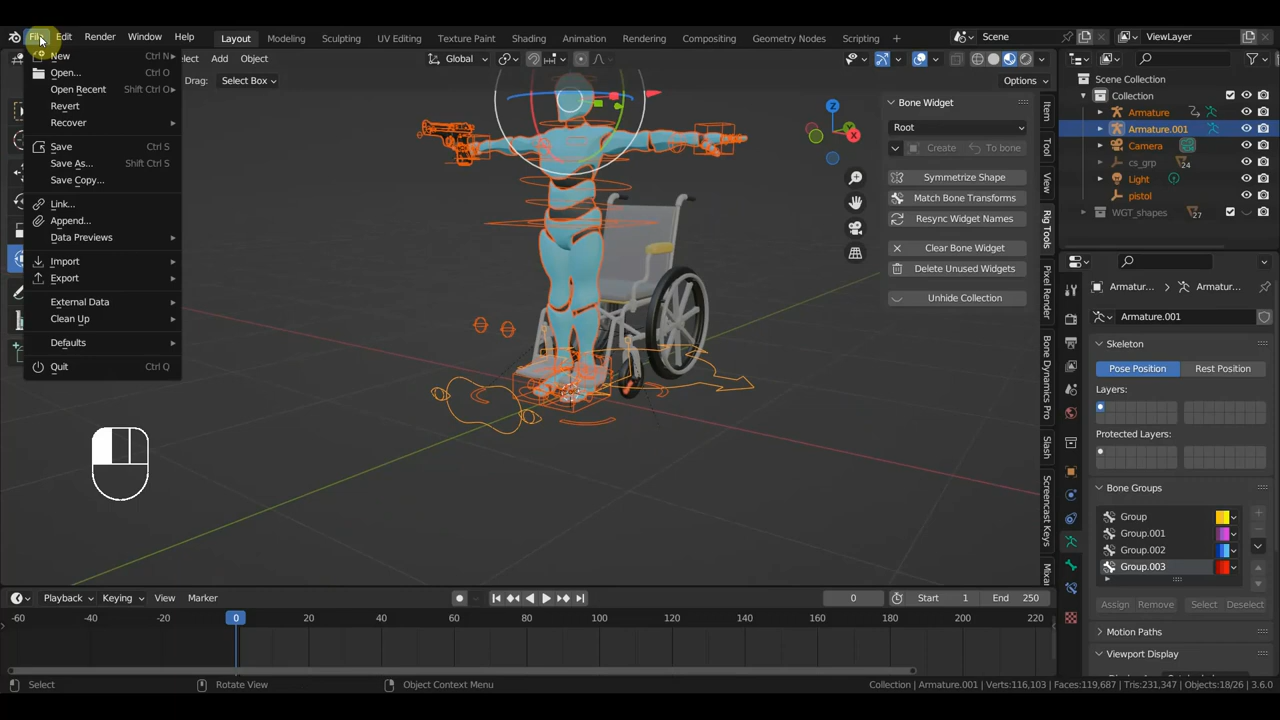 File Edit Render Window Help Layout Modeling Sculpting UV Editing Texture Paint Shading Animation Rendering Compositing Geometry Nodes Scripting + Scene ViewLayer
New Ctrl N
Open... Ctrl O
Open Recent Shift Ctrl O
Revert
Recover
Save Ctrl S
Save As... Shift Ctrl S
Save Copy...
Link...
Append...
Data Previews
Import
Export
External Data
Clean Up
Defaults
Quit Ctrl Q
Add Object Global
Drag: Select Box Options
Z
X
Bone Widget
Root
Create To bone
Symmetrize Shape
Match Bone Transforms
Resync Widget Names
Clear Bone Widget
Delete Unused Widgets
Unhide Collection
Item
Tool
View
Rig Tools
Pixel Render
Bone Dynamics Pro
Slash
Screencast Keys
Scene Collection
Collection
Armature
Armature.001
Camera
cs_grp 24
Light
pistol
WGT_shapes 27
Armatur... Armatur...
Armature.001
Skeleton
Pose Position Rest Position
Layers:
Protected Layers:
Bone Groups
Group
Group.001
Group.002
Group.003
Assign Remove Select Deselect
Motion Paths
Viewport Display
Playback Keying View Marker 0 Start 1 End 250
-60 -40 -20 0 20 40 60 80 100 120 140 160 180 200 220
Select Rotate View Object Context Menu Collection | Armature.001 | Verts:116,103 | Faces:119,687 | Tris:231,347 | Objects:18/26 | 3.6.0